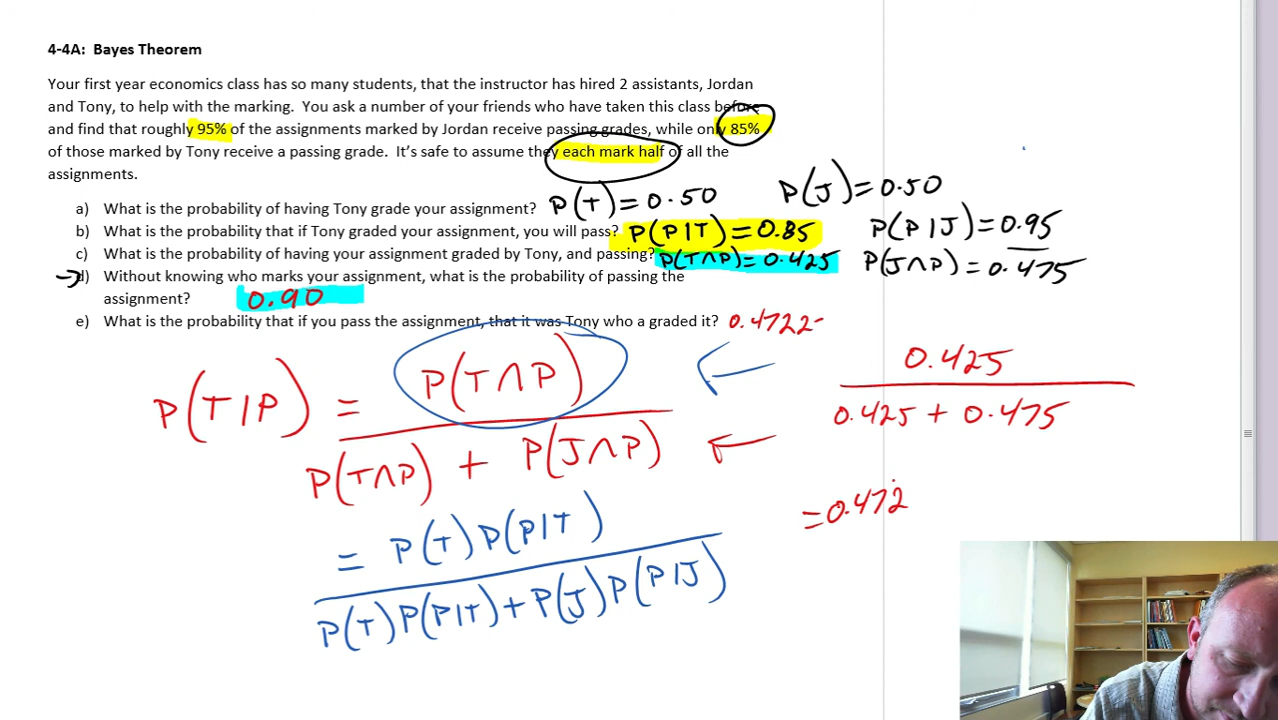 4-4A: Bayes Theorem
Your first year economics class has so many students, that the instructor has hired 2 assistants, Jordan
and Tony, to help with the marking. You ask a number of your friends who have taken this class before
and find that roughly 95% of the assignments marked by Jordan receive passing grades, while only 85%
of those marked by Tony receive a passing grade. It's safe to assume they each mark half of all the
assignments.
a) What is the probability of having Tony grade your assignment? P(T)=0.50 P(J)=0.50
b) What is the probability that if Tony graded your assignment, you will pass? P(P|T)=0.85 P(P|J)=0.95
c) What is the probability of having your assignment graded by Tony, and passing? P(T∩P)=0.425 P(J∩P)=0.475
→ d) Without knowing who marks your assignment, what is the probability of passing the
assignment? 0.90
e) What is the probability that if you pass the assignment, that it was Tony who a graded it? 0.4722
P(T∩P) ←
P(T|P) =
P(T∩P) + P(J∩P) ←
0.425
0.425 + 0.475
=0.472̇
= P(T)P(P|T)
P(T)P(P|T)+P(J)P(P|J)